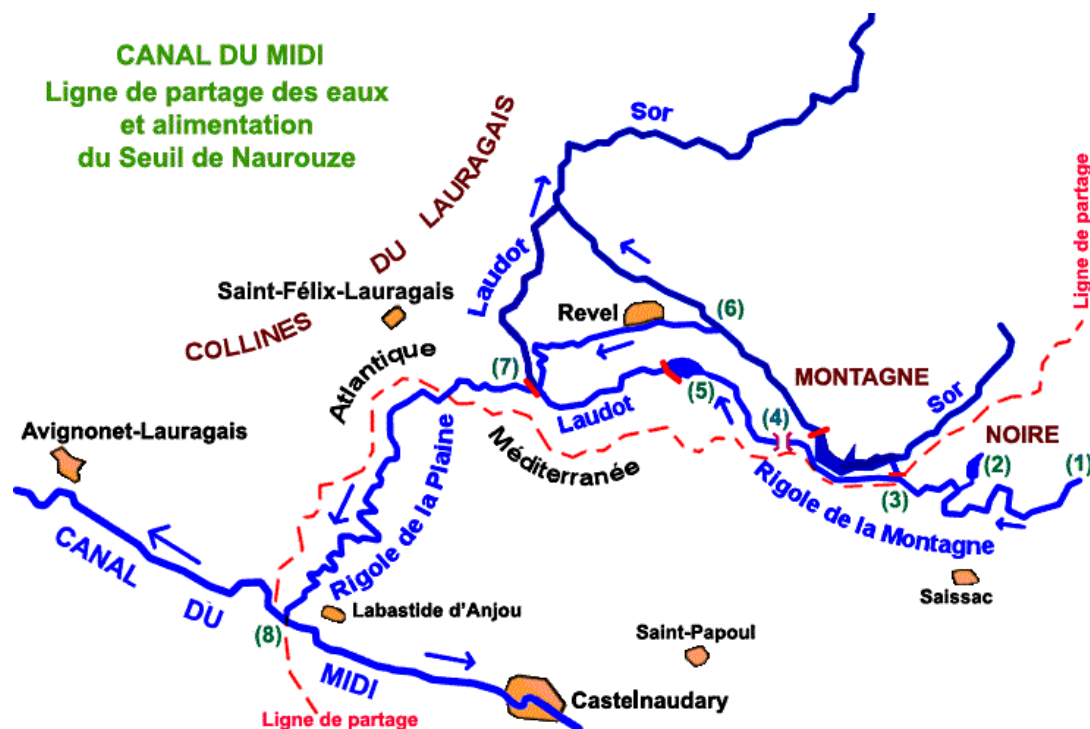 CANAL DU MIDI
Ligne de partage des eaux
et alimentation
du Seuil de Naurouze
Sor
COLLINES DU LAURAGAIS
Ligne de partage
Laudot
Saint-Félix-Lauragais
Revel
(6)
Atlantique
(7)
MONTAGNE
(5)
(4)
Sor
Laudot
NOIRE
Avignonet-Lauragais
Méditerranée
(2)
(1)
(3)
Rigole de la Plaine
Rigole de la Montagne
CANAL DU MIDI
Saissac
Labastide d'Anjou
(8)
Saint-Papoul
Castelnaudary
Ligne de partage